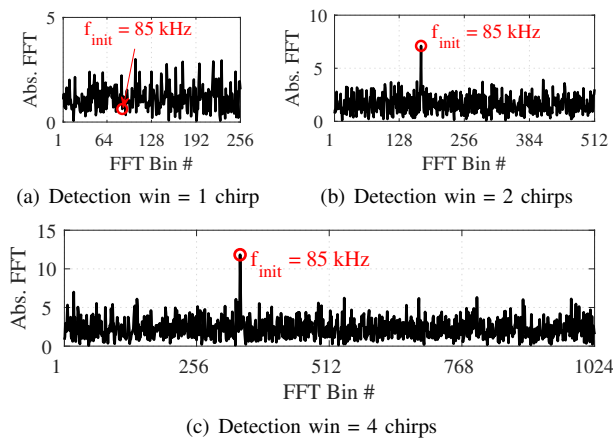 f_init = 85 kHz
Abs. FFT
4
2
0
1 64 128 192 256
FFT Bin #
(a) Detection win = 1 chirp
10
f_init = 85 kHz
Abs. FFT
5
0
1 128 256 384 512
FFT Bin #
(b) Detection win = 2 chirps
15
f_init = 85 kHz
Abs. FFT
10
5
0
1 256 512 768 1024
FFT Bin #
(c) Detection win = 4 chirps